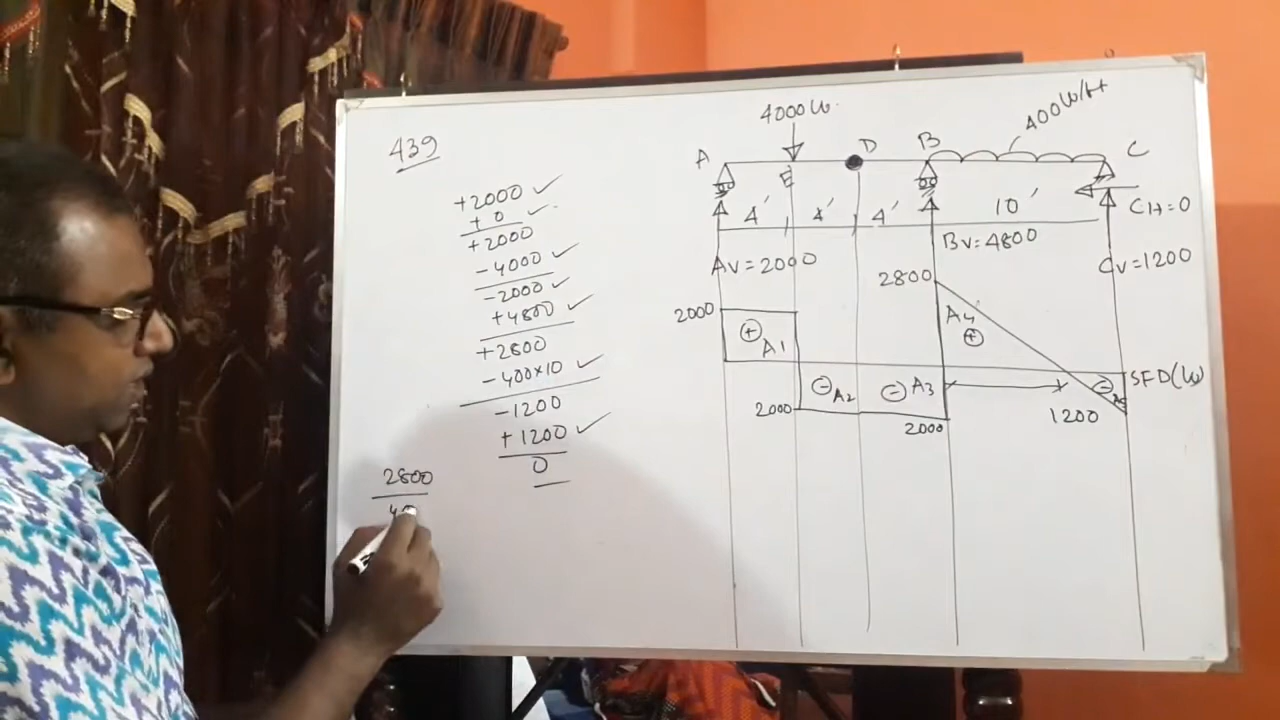 439
+2000
+0
+2000
-4000
-2000
+4800
+2800
-400×10
-1200
+1200
0
2800
40
4000 lb
400 lb/ft
A
E
D
B
C
4'
4'
4'
10'
CH=0
AV=2000
BV=4800
CV=1200
2800
2000
+
A1
A4
+
-
A2
-
A3
-
A5
SFD(lb)
2000
2000
1200